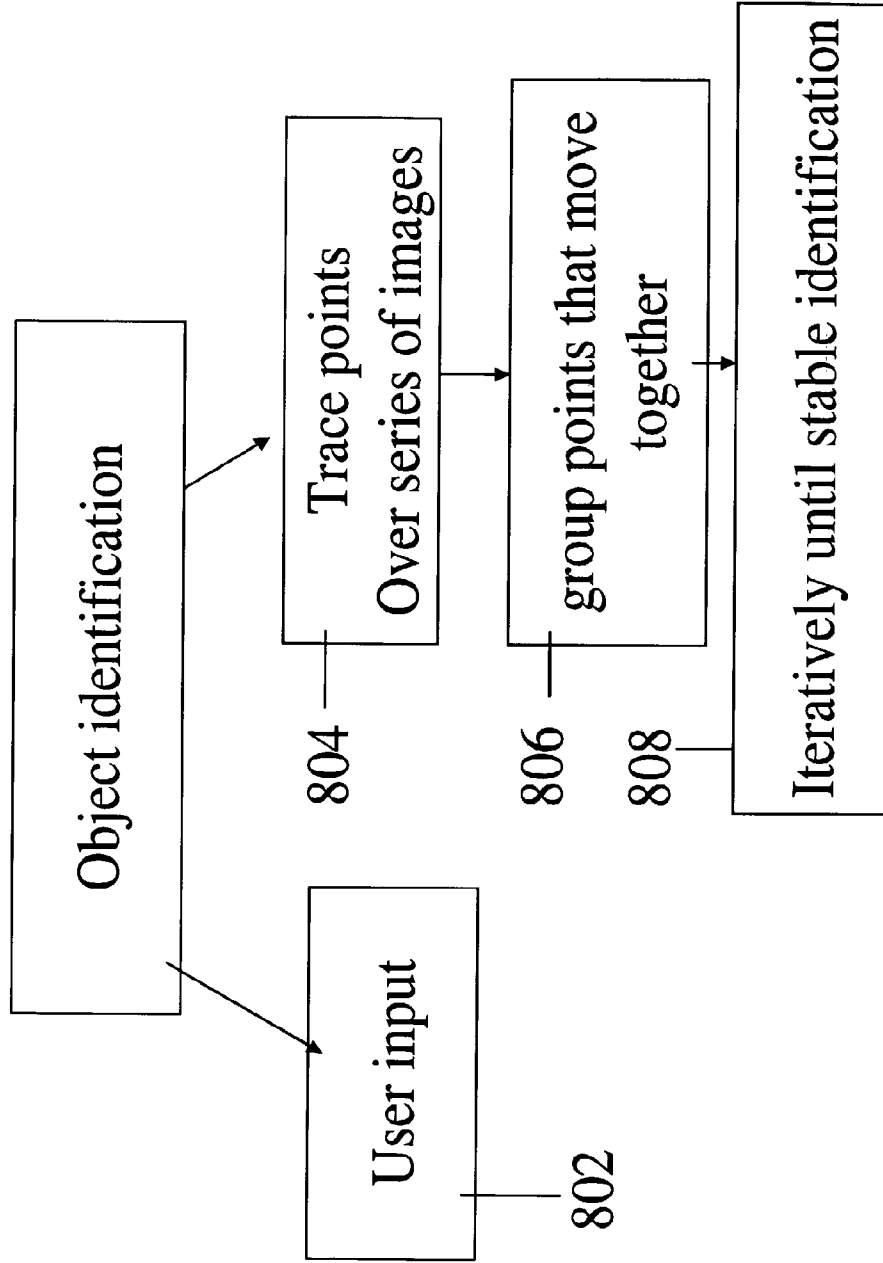 Object identification
User input
802
Trace points
Over series of images
804
group points that move
together
806
808
Iteratively until stable identification